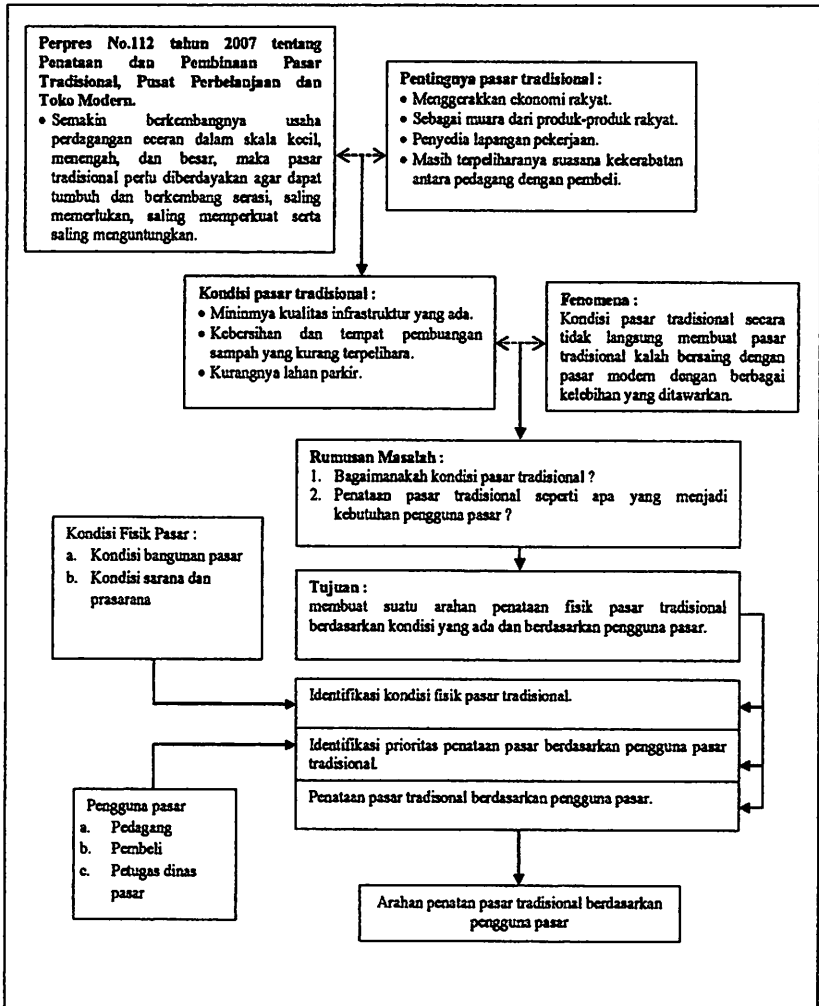 Perpres No.112 tahun 2007 tentang
Penataan dan Pembinaan Pasar
Tradisional, Pusat Perbelanjaan dan
Toko Modern.
• Semakin berkembangnya usaha
perdagangan eceran dalam skala kecil,
menengah, dan besar, maka pasar
tradisional perlu diberdayakan agar dapat
tumbuh dan berkembang serasi, saling
memerlukan, saling memperkuat serta
saling menguntungkan.
Pentingnya pasar tradisional :
• Menggerakkan ekonomi rakyat.
• Sebagai muara dari produk-produk rakyat.
• Penyedia lapangan pekerjaan.
• Masih terpeliharanya suasana kekerabatan
antara pedagang dengan pembeli.
Kondisi pasar tradisional :
• Minimnya kualitas infrastruktur yang ada.
• Kebersihan dan tempat pembuangan
sampah yang kurang terpelihara.
• Kurangnya lahan parkir.
Fenomena :
Kondisi pasar tradisional secara
tidak langsung membuat pasar
tradisional kalah bersaing dengan
pasar modern dengan berbagai
kelebihan yang ditawarkan.
Rumusan Masalah :
1. Bagaimanakah kondisi pasar tradisional ?
2. Penataan pasar tradisional seperti apa yang menjadi
kebutuhan pengguna pasar ?
Kondisi Fisik Pasar :
a. Kondisi bangunan pasar
b. Kondisi sarana dan
prasarana
Tujuan :
membuat suatu arahan penataan fisik pasar tradisional
berdasarkan kondisi yang ada dan berdasarkan pengguna pasar.
Identifikasi kondisi fisik pasar tradisional.
Identifikasi prioritas penataan pasar berdasarkan pengguna pasar
tradisional.
Penataan pasar tradisonal berdasarkan pengguna pasar.
Pengguna pasar
a. Pedagang
b. Pembeli
c. Petugas dinas
pasar
Arahan penatan pasar tradisional berdasarkan
pengguna pasar